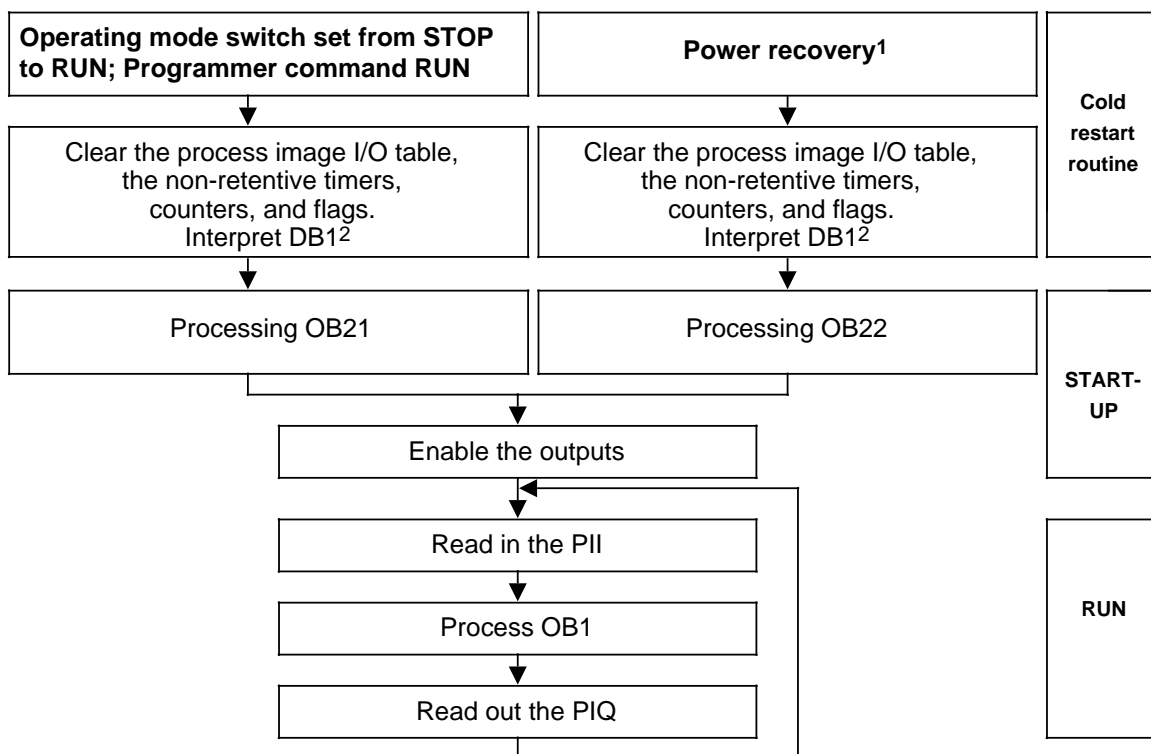 Operating mode switch set from STOP
to RUN; Programmer command RUN
Power recovery1
Cold
restart
routine
Clear the process image I/O table,
the non-retentive timers,
counters, and flags.
Interpret DB12
Clear the process image I/O table,
the non-retentive timers,
counters, and flags.
Interpret DB12
Processing OB21
Processing OB22
START-
UP
Enable the outputs
Read in the PII
Process OB1
Read out the PIQ
RUN